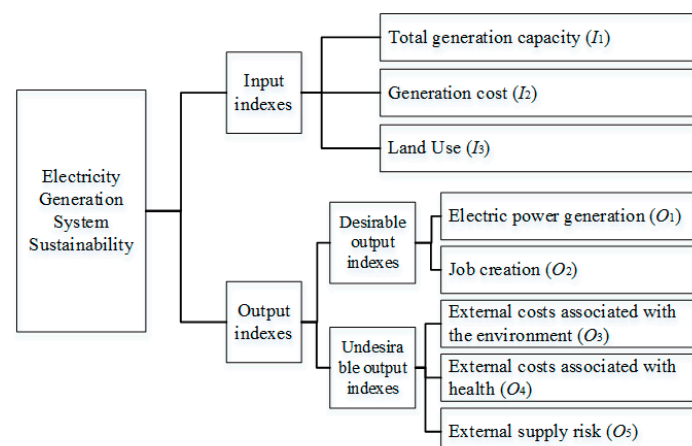 Electricity
Generation
System
Sustainability
Input
indexes
Total generation capacity (I1)
Generation cost (I2)
Land Use (I3)
Output
indexes
Desirable
output
indexes
Electric power generation (O1)
Job creation (O2)
Undesira
ble output
indexes
External costs associated with
the environment (O3)
External costs associated with
health (O4)
External supply risk (O5)